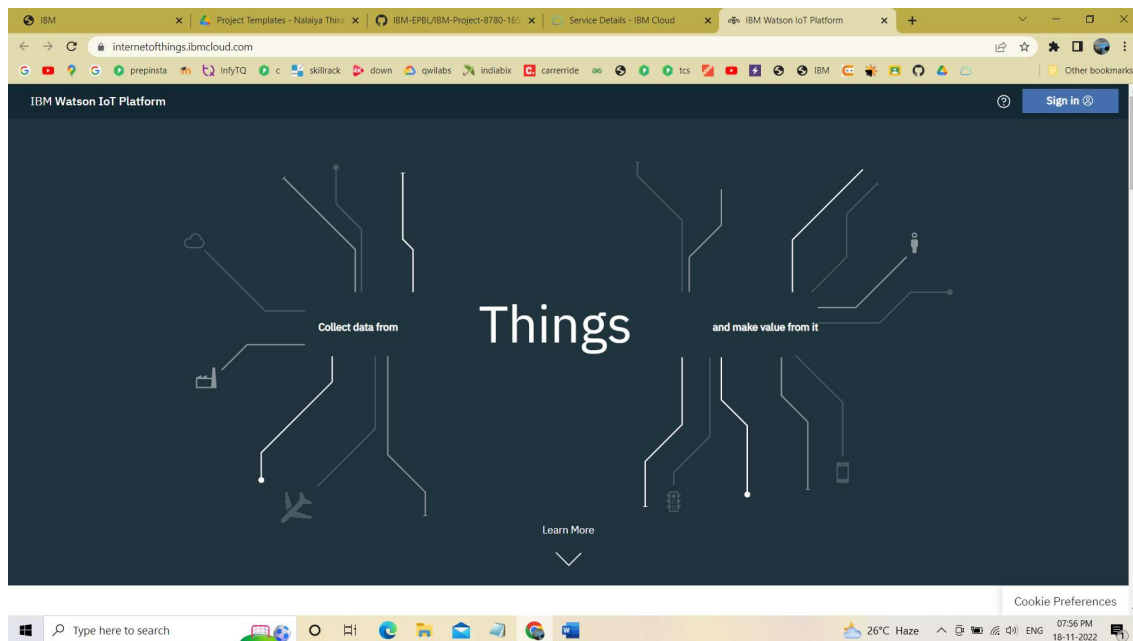 IBM
Project Templates - Nalaiya Thira
IBM-EPBL/IBM-Project-8780-165
Service Details - IBM Cloud
IBM Watson IoT Platform
internetofthings.ibmcloud.com
prepinsta
InfyTQ
c
skillrack
down
qwilabs
indiabix
carrerride
tcs
IBM
Other bookmarks
IBM Watson IoT Platform
Sign in
Collect data from
Things
and make value from it
Learn More
Cookie Preferences
Type here to search
26°C Haze
ENG
07:56 PM
18-11-2022